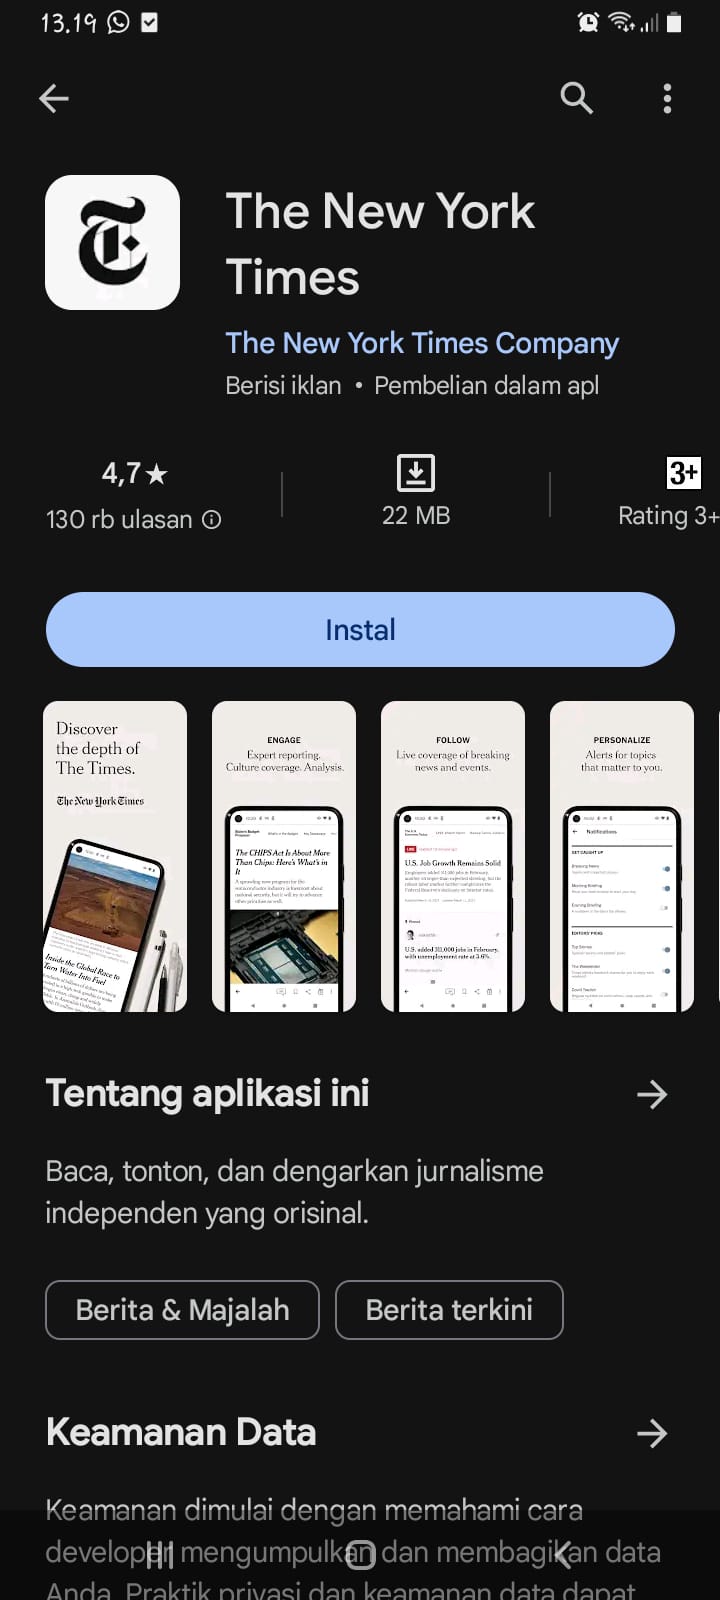 13.19
The New York
Times
The New York Times Company
Berisi iklan • Pembelian dalam apl
4,7★
130 rb ulasan
22 MB
3+
Rating 3+
Instal
Discover
the depth of
The Times.
The New York Times
Inside the Global Race to
Turn Water Into Fuel
ENGAGE
Expert reporting.
Culture coverage. Analysis.
The CHIPS Act Is About More
Than Chips: Here's What's in
It
FOLLOW
Live coverage of breaking
news and events.
LIVE
U.S. Job Growth Remains Solid
U.S. added 311,000 jobs in February,
with unemployment rate at 3.6%.
PERSONALIZE
Alerts for topics
that matter to you.
Notifications
Tentang aplikasi ini
Baca, tonton, dan dengarkan jurnalisme
independen yang orisinal.
Berita & Majalah
Berita terkini
Keamanan Data
Keamanan dimulai dengan memahami cara
developer mengumpulkan dan membagikan data
Anda. Praktik privasi dan keamanan data dapat